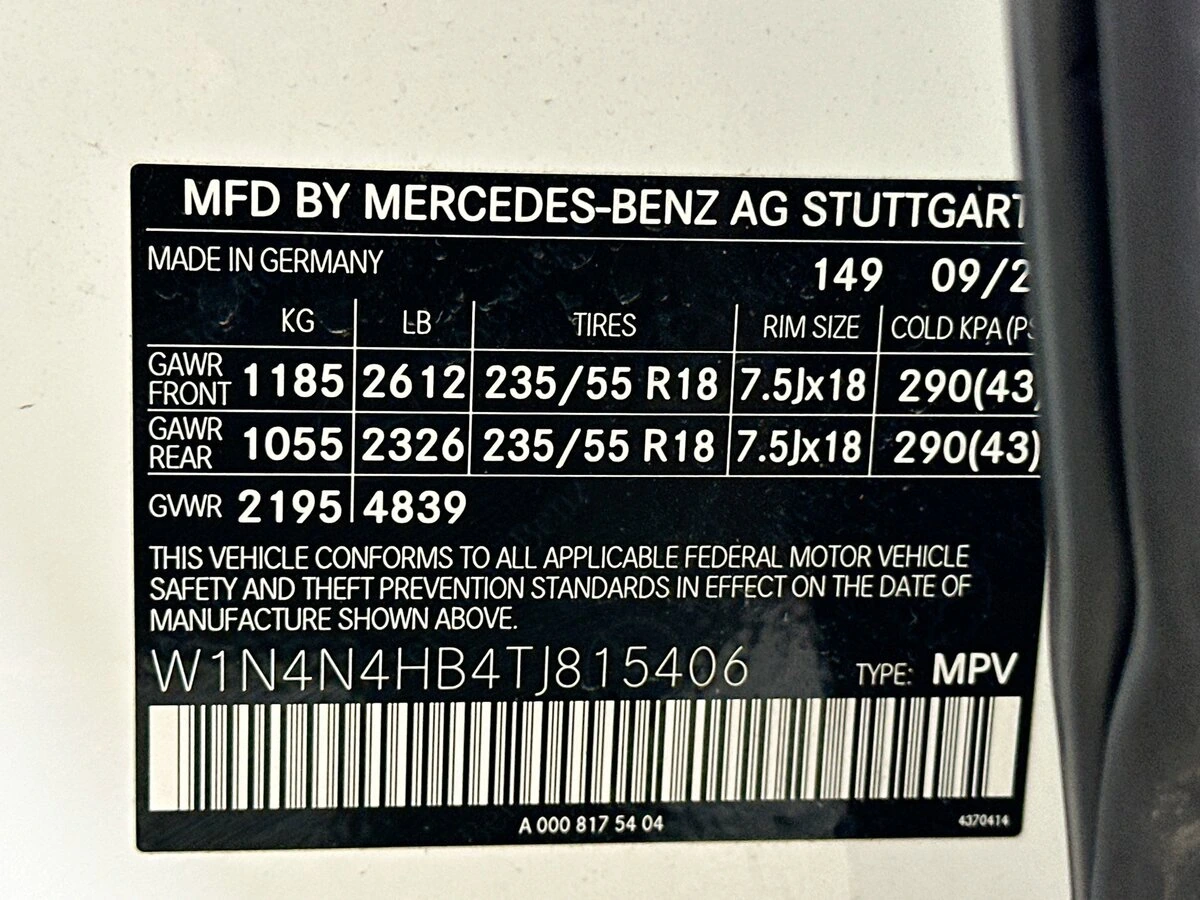 MFD BY MERCEDES-BENZ AG STUTTGART
MADE IN GERMANY 149 09/2
KG LB TIRES RIM SIZE COLD KPA (PS
GAWR FRONT 1185 2612 235/55 R18 7.5Jx18 290(43)
GAWR REAR 1055 2326 235/55 R18 7.5Jx18 290(43)
GVWR 2195 4839
THIS VEHICLE CONFORMS TO ALL APPLICABLE FEDERAL MOTOR VEHICLE
SAFETY AND THEFT PREVENTION STANDARDS IN EFFECT ON THE DATE OF
MANUFACTURE SHOWN ABOVE.
W1N4N4HB4TJ815406 TYPE: MPV
A 000 817 54 04 4370414